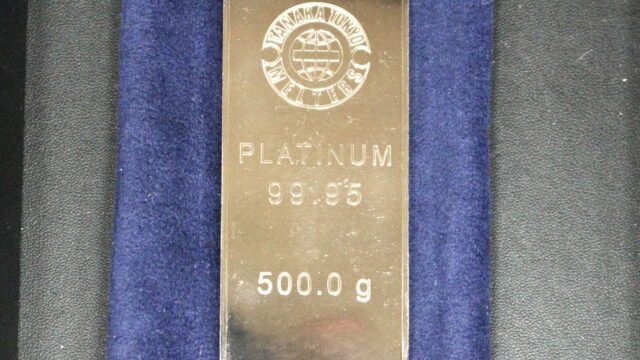 TANAKA TOKYO
MELTERS
PLATINUM
99.95
500.0 g